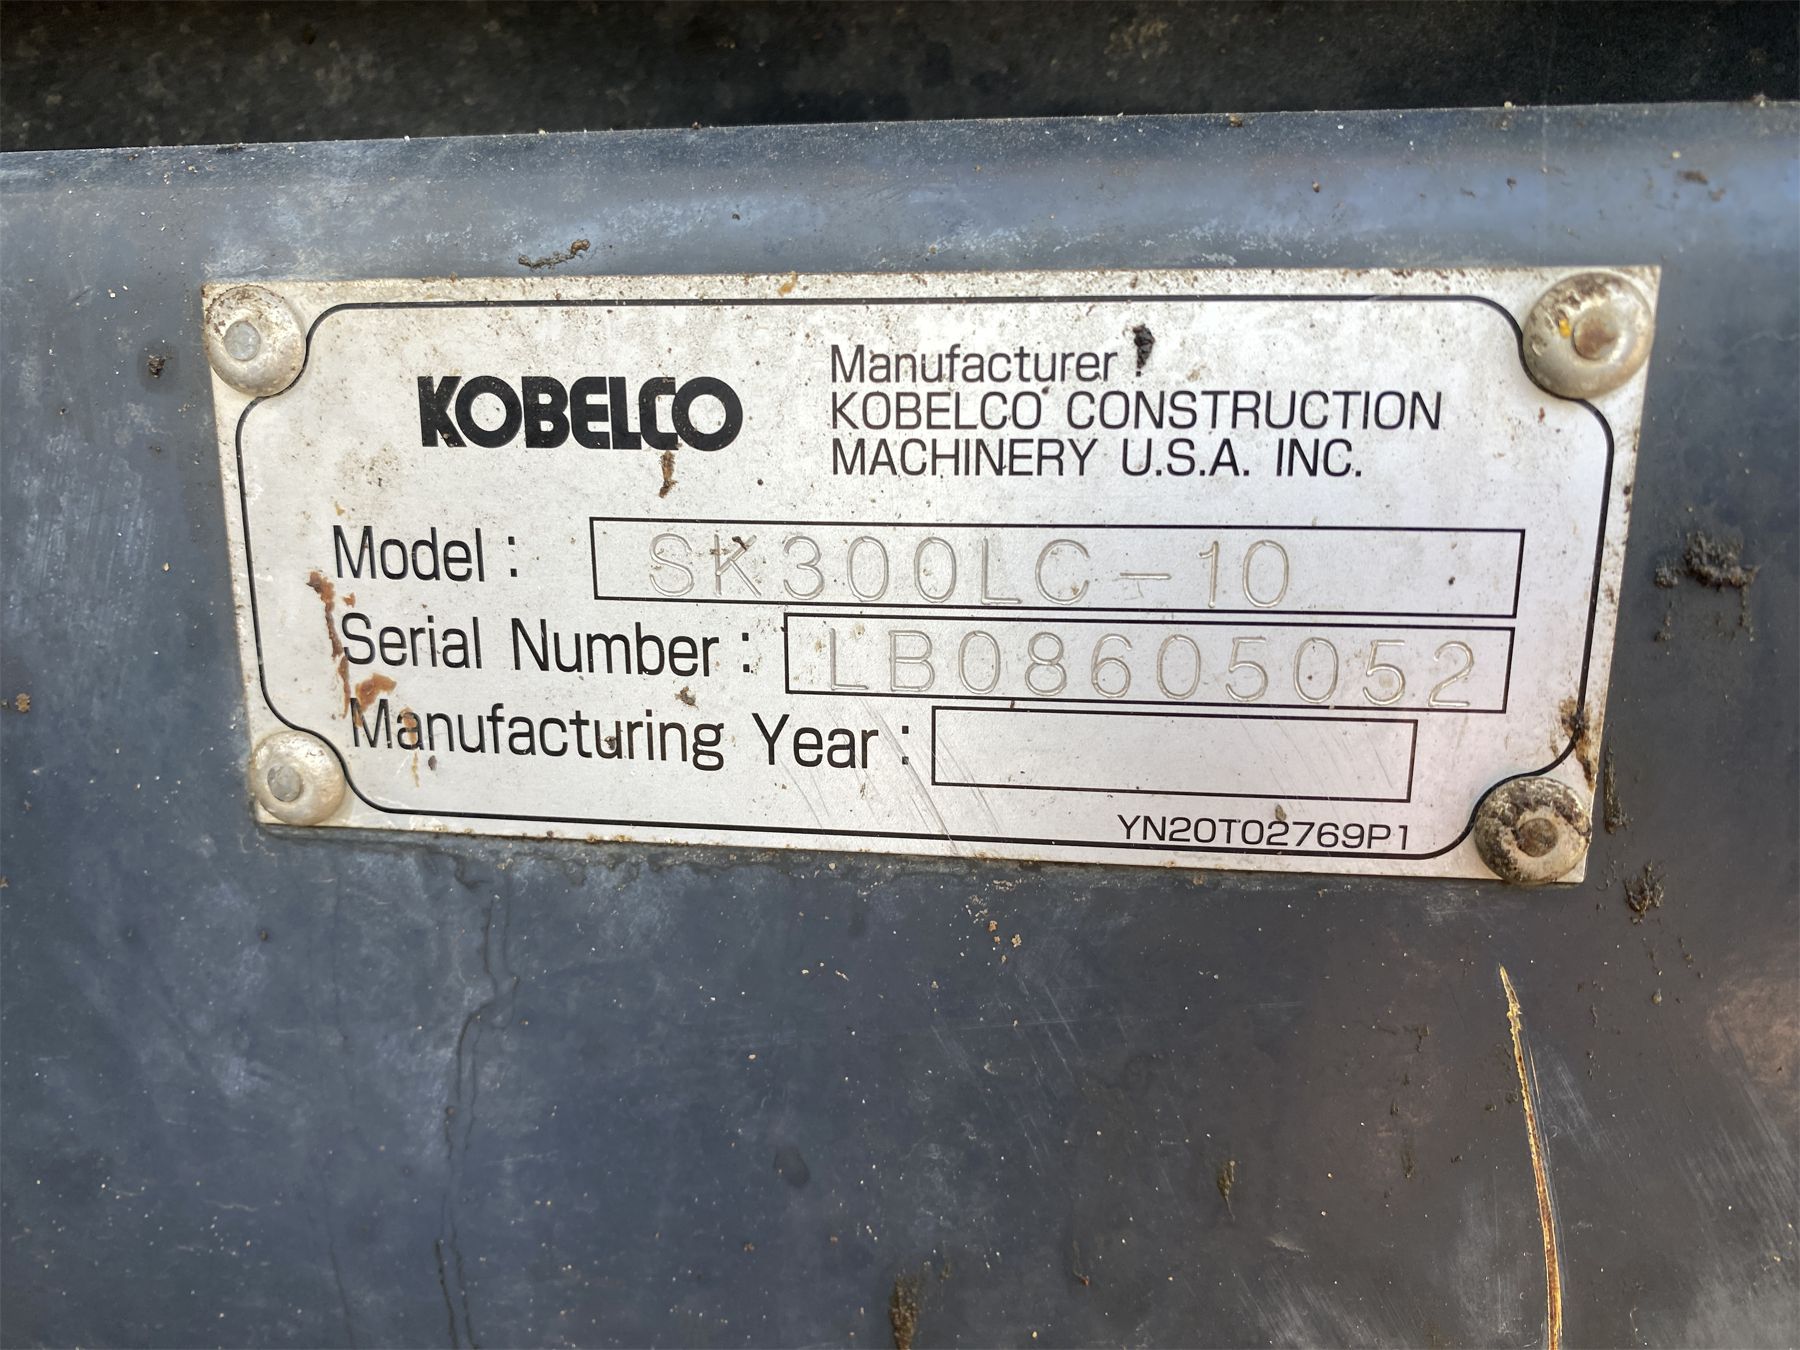 KOBELCO
Manufacturer :
KOBELCO CONSTRUCTION
MACHINERY U.S.A. INC.
Model : SK300LC-10
Serial Number : LB08605052
Manufacturing Year :
YN20T02769P1